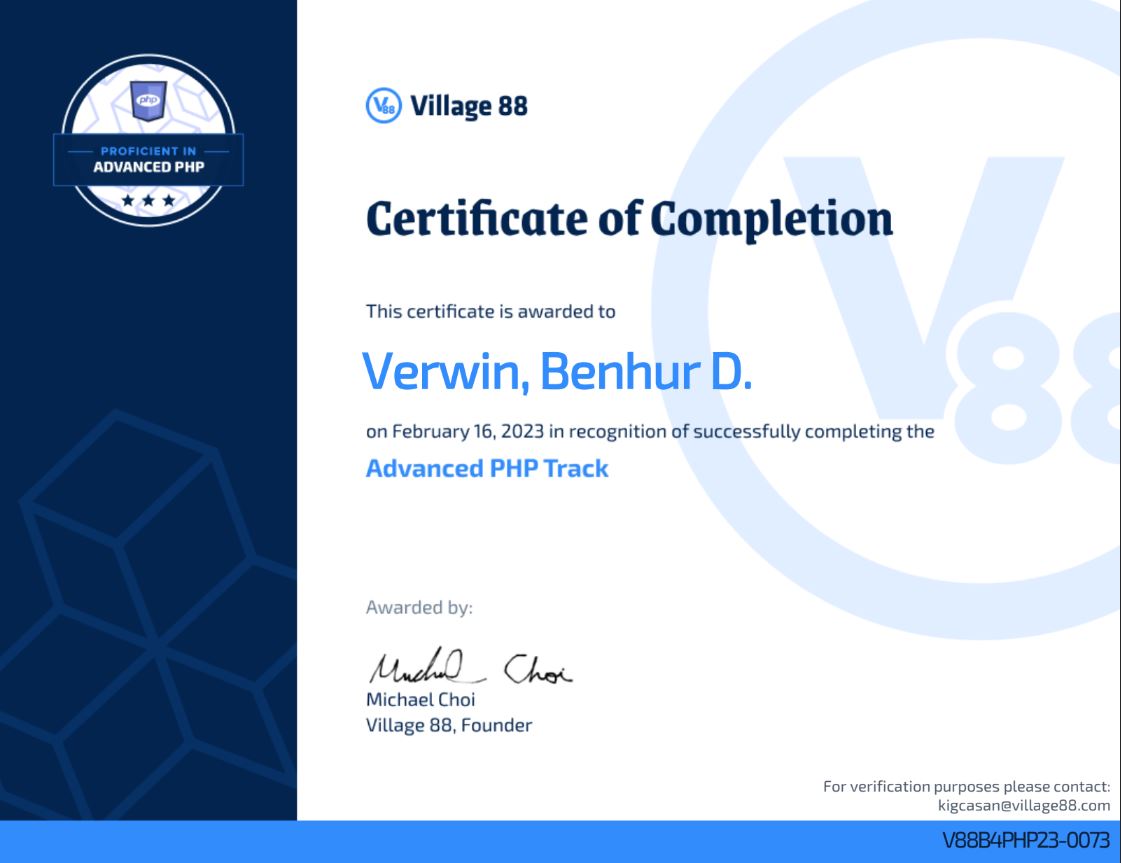 php
PROFICIENT IN
ADVANCED PHP
V88 Village 88
Certificate of Completion
This certificate is awarded to
Verwin, Benhur D.
on February 16, 2023 in recognition of successfully completing the
Advanced PHP Track
V88
Awarded by:
Michael Choi
Michael Choi
Village 88, Founder
For verification purposes please contact:
kigcasan@village88.com
V88B4PHP23-0073